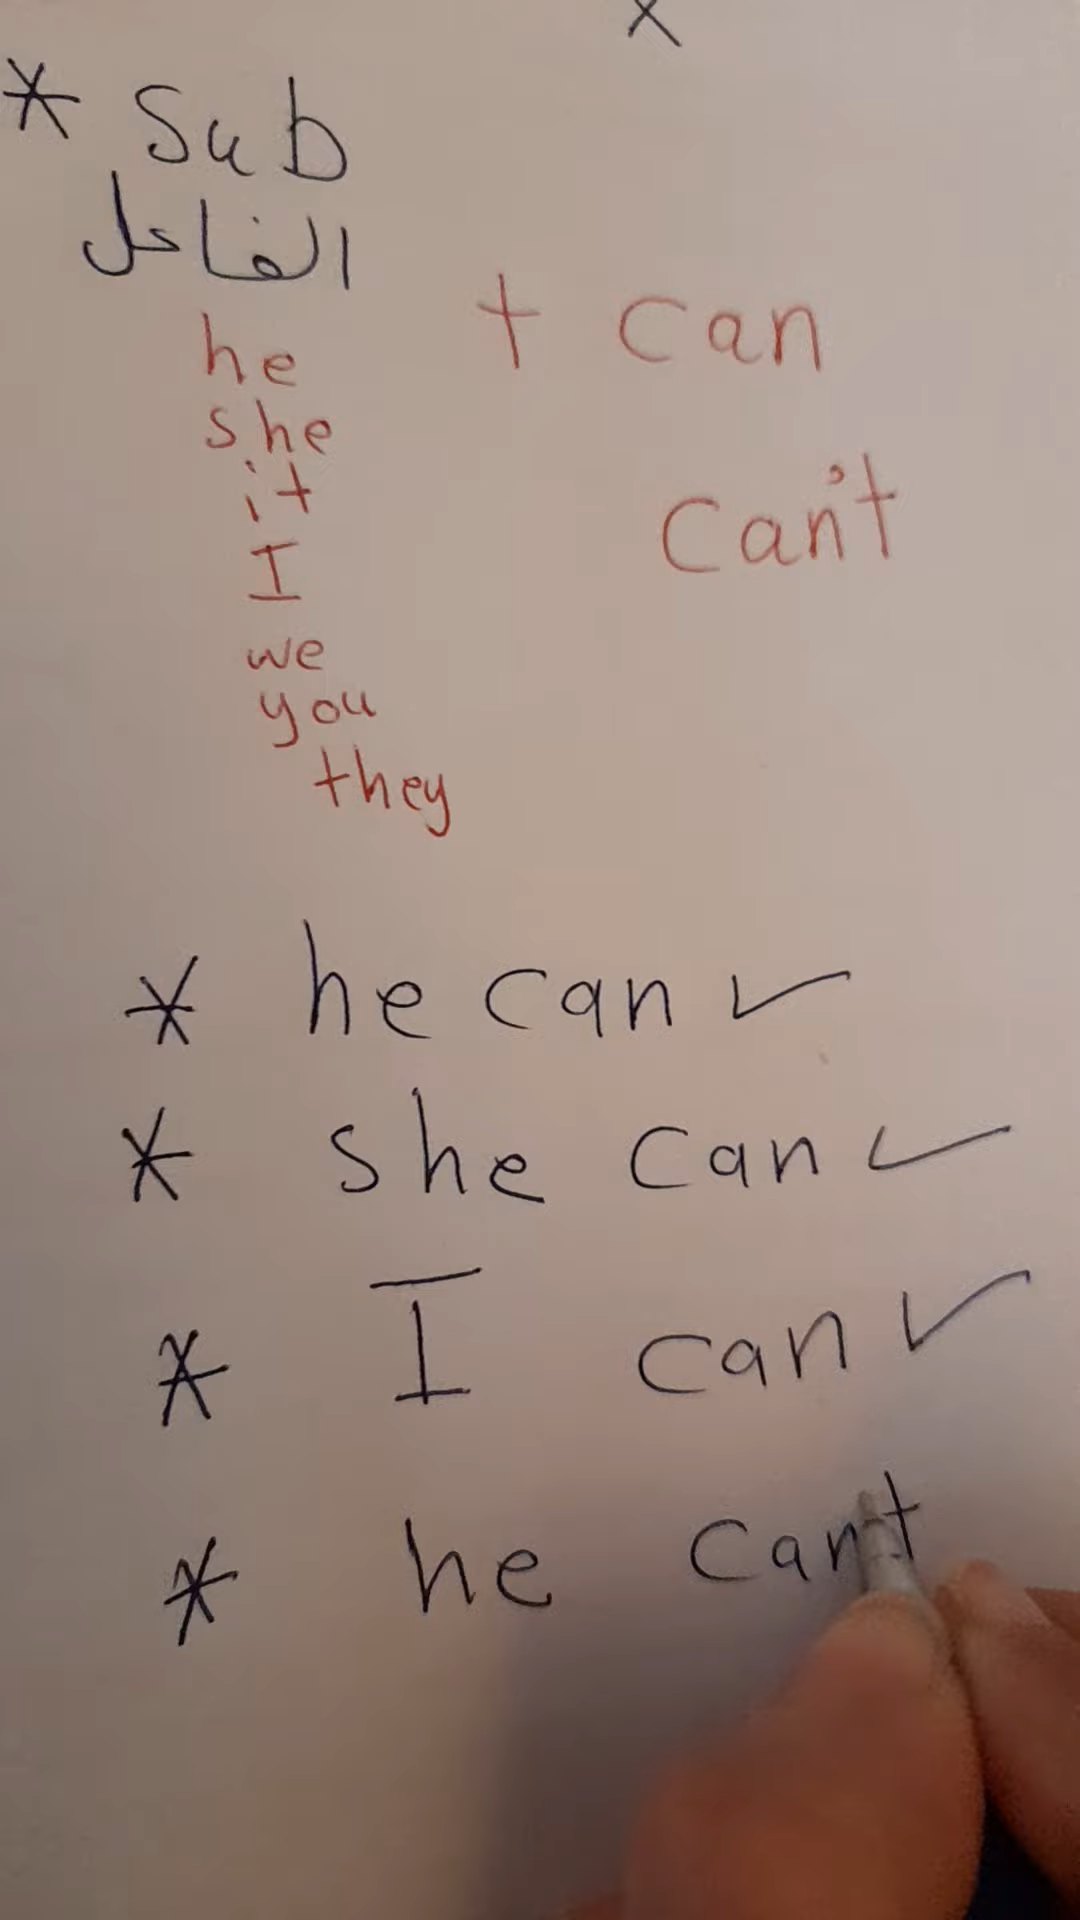 x
* Sub
الفاعل
he + can
she
it can't
I
we
you
they
* he can ✓
* she can ✓
* I can ✓
* he can't